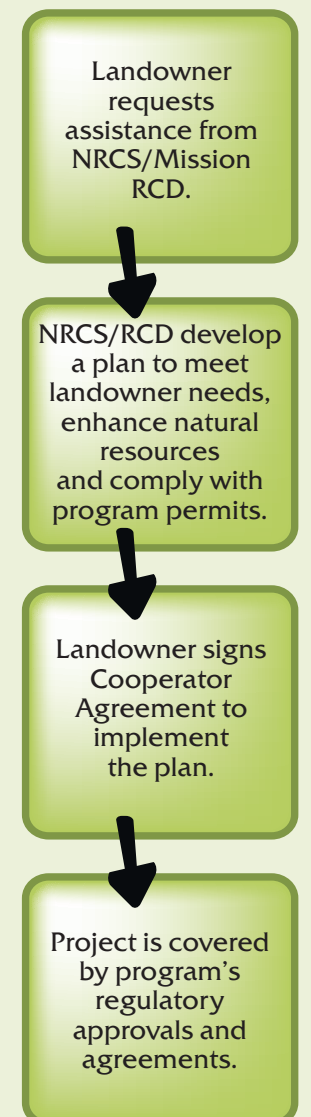 Landowner
requests
assistance from
NRCS/Mission
RCD.
NRCS/RCD develop
a plan to meet
landowner needs,
enhance natural
resources
and comply with
program permits.
Landowner signs
Cooperator
Agreement to
implement
the plan.
Project is covered
by program’s
regulatory
approvals and
agreements.